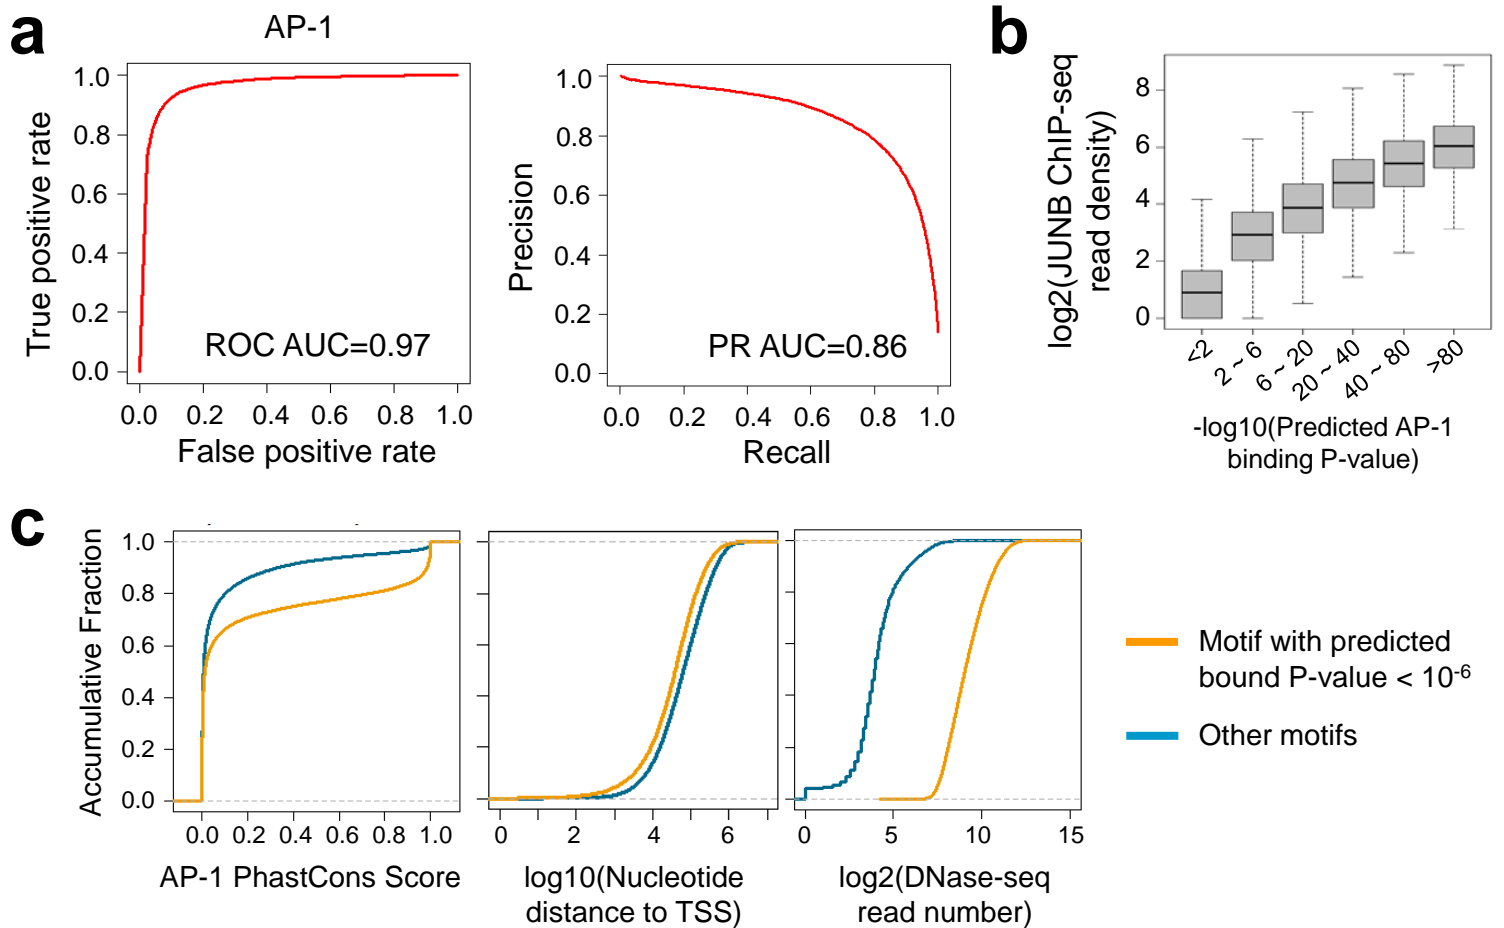 a
AP-1
True positive rate
1.0
0.8
0.6
0.4
0.2
0.0
ROC AUC=0.97
0.0 0.2 0.4 0.6 0.8 1.0
False positive rate
Precision
1.0
0.8
0.6
0.4
0.2
0.0
PR AUC=0.86
0.0 0.2 0.4 0.6 0.8 1.0
Recall
b
log2(JUNB ChIP-seq
read density)
8
6
4
2
0
<2
2 ~ 6
6 ~ 20
20 ~ 40
40 ~ 80
>80
-log10(Predicted AP-1
binding P-value)
c
Accumulative Fraction
1.0
0.8
0.6
0.4
0.2
0.0
0.0 0.2 0.4 0.6 0.8 1.0
AP-1 PhastCons Score
0 2 4 6
log10(Nucleotide
distance to TSS)
0 5 10 15
log2(DNase-seq
read number)
Motif with predicted
bound P-value < 10-6
Other motifs